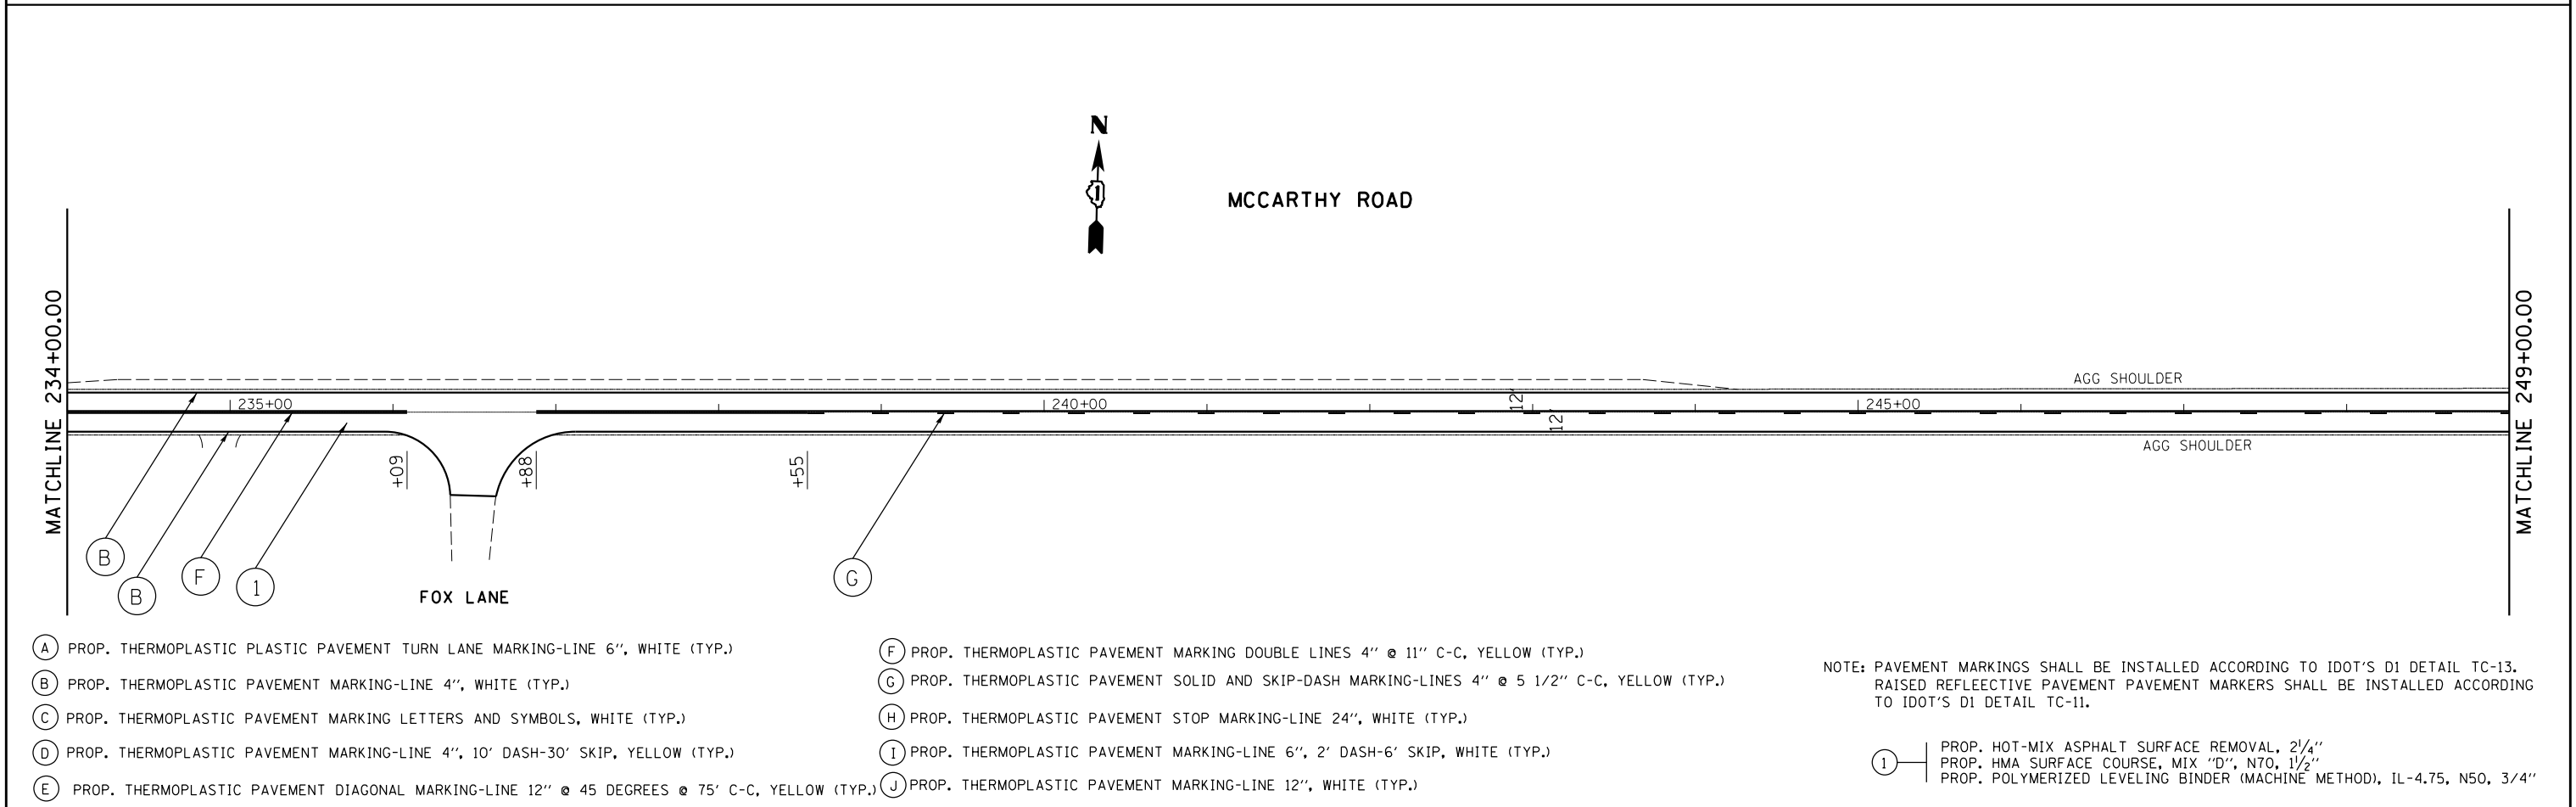 N
1
MCCARTHY ROAD
MATCHLINE 234+00.00
MATCHLINE 249+00.00
AGG SHOULDER
235+00
240+00
12'
245+00
12'
AGG SHOULDER
+09
+88
+55
B
B
F
1
G
FOX LANE
A PROP. THERMOPLASTIC PLASTIC PAVEMENT TURN LANE MARKING-LINE 6", WHITE (TYP.)
B PROP. THERMOPLASTIC PAVEMENT MARKING-LINE 4", WHITE (TYP.)
C PROP. THERMOPLASTIC PAVEMENT MARKING LETTERS AND SYMBOLS, WHITE (TYP.)
D PROP. THERMOPLASTIC PAVEMENT MARKING-LINE 4", 10' DASH-30' SKIP, YELLOW (TYP.)
E PROP. THERMOPLASTIC PAVEMENT DIAGONAL MARKING-LINE 12" @ 45 DEGREES @ 75' C-C, YELLOW (TYP.)
F PROP. THERMOPLASTIC PAVEMENT MARKING DOUBLE LINES 4" @ 11" C-C, YELLOW (TYP.)
G PROP. THERMOPLASTIC PAVEMENT SOLID AND SKIP-DASH MARKING-LINES 4" @ 5 1/2" C-C, YELLOW (TYP.)
H PROP. THERMOPLASTIC PAVEMENT STOP MARKING-LINE 24", WHITE (TYP.)
I PROP. THERMOPLASTIC PAVEMENT MARKING-LINE 6", 2' DASH-6' SKIP, WHITE (TYP.)
J PROP. THERMOPLASTIC PAVEMENT MARKING-LINE 12", WHITE (TYP.)
NOTE: PAVEMENT MARKINGS SHALL BE INSTALLED ACCORDING TO IDOT'S D1 DETAIL TC-13.
RAISED REFLEECTIVE PAVEMENT PAVEMENT MARKERS SHALL BE INSTALLED ACCORDING
TO IDOT'S D1 DETAIL TC-11.
1 PROP. HOT-MIX ASPHALT SURFACE REMOVAL, 2 1/4"
PROP. HMA SURFACE COURSE, MIX "D", N70, 1 1/2"
PROP. POLYMERIZED LEVELING BINDER (MACHINE METHOD), IL-4.75, N50, 3/4"